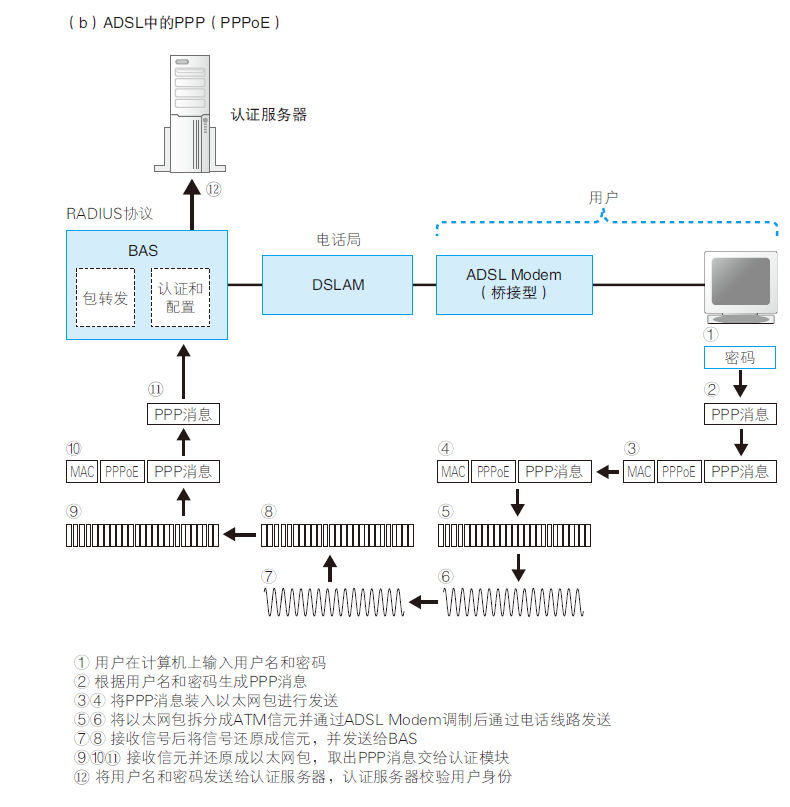 （b）ADSL中的PPP（PPPoE）
认证服务器
⑫
RADIUS协议
用户
BAS
电话局
包转发
认证和
配置
DSLAM
ADSL Modem
（桥接型）
①
密码
⑪
②
PPP消息
PPP消息
⑩
④
③
MAC PPPoE PPP消息
MAC PPPoE PPP消息
MAC PPPoE PPP消息
⑨
⑧
⑤
⑦
⑥
① 用户在计算机上输入用户名和密码
② 根据用户名和密码生成PPP消息
③④ 将PPP消息装入以太网包进行发送
⑤⑥ 将以太网包拆分成ATM信元并通过ADSL Modem调制后通过电话线路发送
⑦⑧ 接收信号后将信号还原成信元，并发送给BAS
⑨⑩⑪ 接收信元并还原成以太网包，取出PPP消息交给认证模块
⑫ 将用户名和密码发送给认证服务器，认证服务器校验用户身份